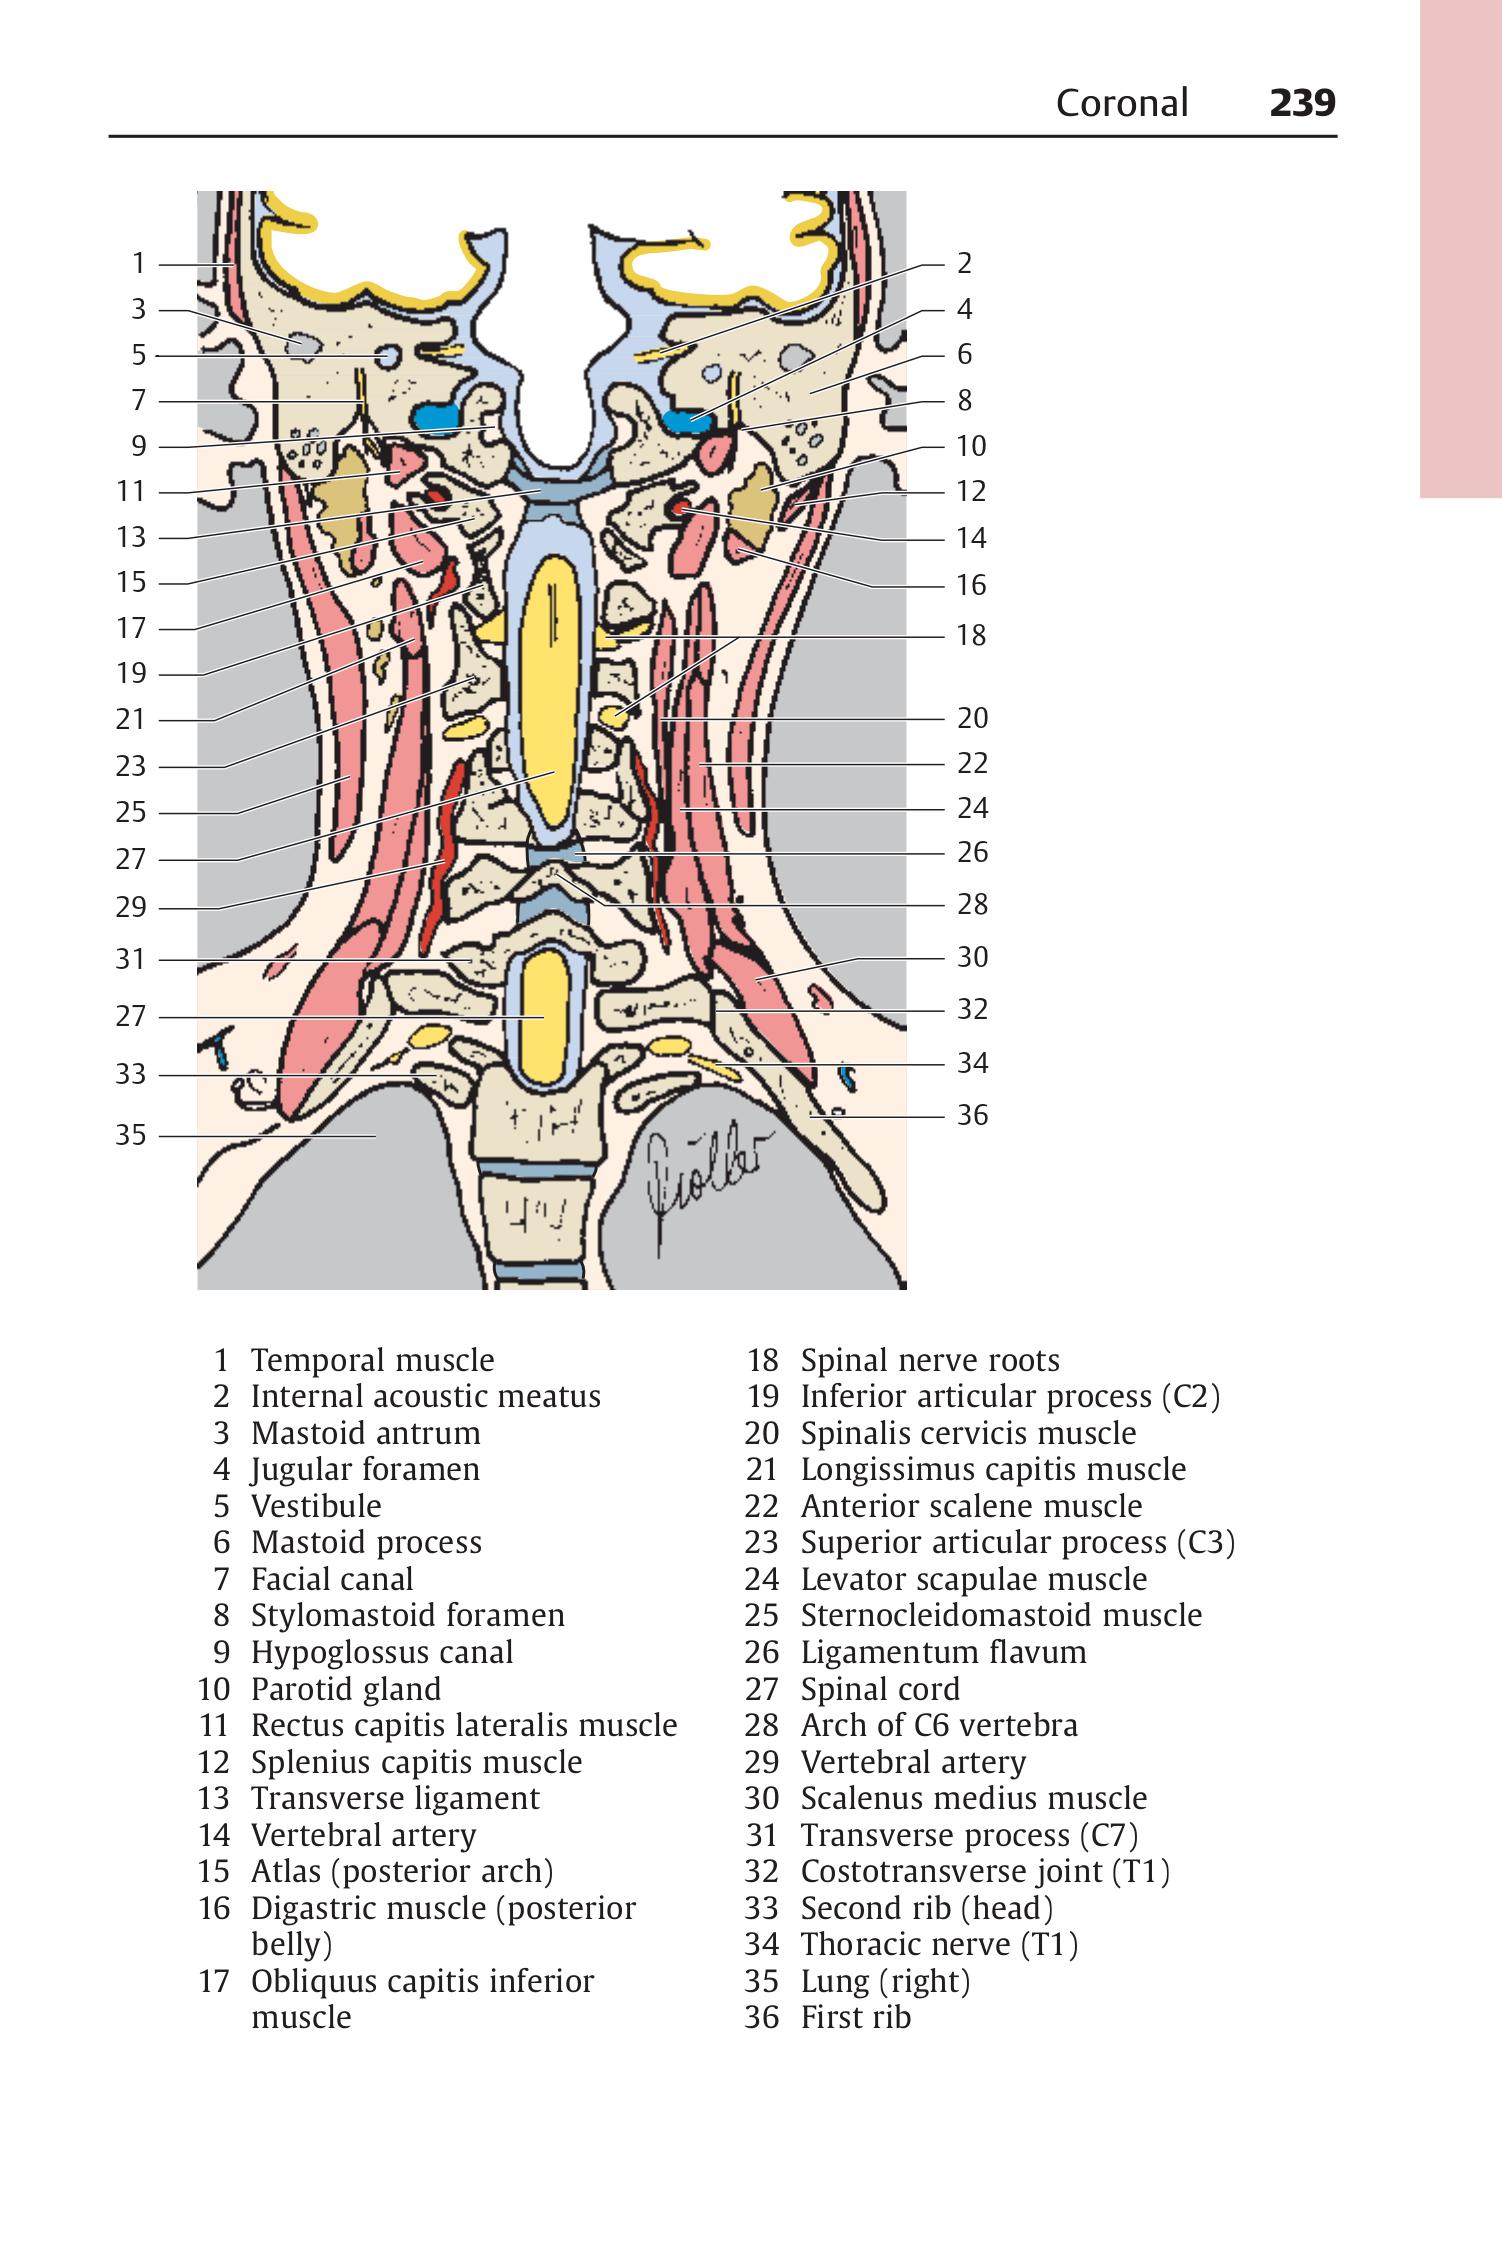 Coronal 239
1
2
3
4
5
6
7
8
9
10
11
12
13
14
15
16
17
18
19
21
20
23
22
25
24
27
26
29
28
31
30
27
32
33
34
35
36
1 Temporal muscle
2 Internal acoustic meatus
3 Mastoid antrum
4 Jugular foramen
5 Vestibule
6 Mastoid process
7 Facial canal
8 Stylomastoid foramen
9 Hypoglossus canal
10 Parotid gland
11 Rectus capitis lateralis muscle
12 Splenius capitis muscle
13 Transverse ligament
14 Vertebral artery
15 Atlas (posterior arch)
16 Digastric muscle (posterior
belly)
17 Obliquus capitis inferior
muscle
18 Spinal nerve roots
19 Inferior articular process (C2)
20 Spinalis cervicis muscle
21 Longissimus capitis muscle
22 Anterior scalene muscle
23 Superior articular process (C3)
24 Levator scapulae muscle
25 Sternocleidomastoid muscle
26 Ligamentum flavum
27 Spinal cord
28 Arch of C6 vertebra
29 Vertebral artery
30 Scalenus medius muscle
31 Transverse process (C7)
32 Costotransverse joint (T1)
33 Second rib (head)
34 Thoracic nerve (T1)
35 Lung (right)
36 First rib